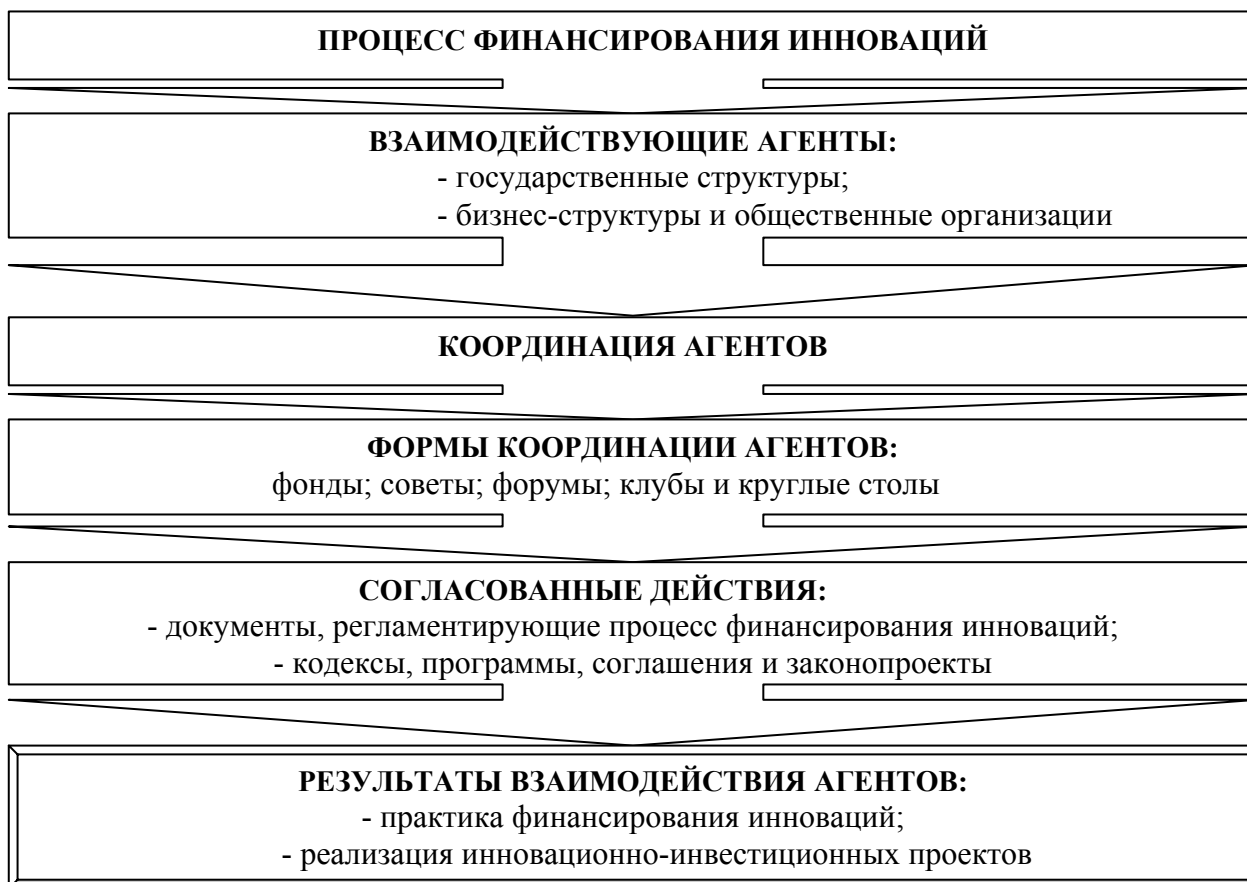 ПРОЦЕСС ФИНАНСИРОВАНИЯ ИННОВАЦИЙ
ВЗАИМОДЕЙСТВУЮЩИЕ АГЕНТЫ:
- государственные структуры;
- бизнес-структуры и общественные организации
КООРДИНАЦИЯ АГЕНТОВ
ФОРМЫ КООРДИНАЦИИ АГЕНТОВ:
фонды; советы; форумы; клубы и круглые столы
СОГЛАСОВАННЫЕ ДЕЙСТВИЯ:
- документы, регламентирующие процесс финансирования инноваций;
- кодексы, программы, соглашения и законопроекты
РЕЗУЛЬТАТЫ ВЗАИМОДЕЙСТВИЯ АГЕНТОВ:
- практика финансирования инноваций;
- реализация инновационно-инвестиционных проектов